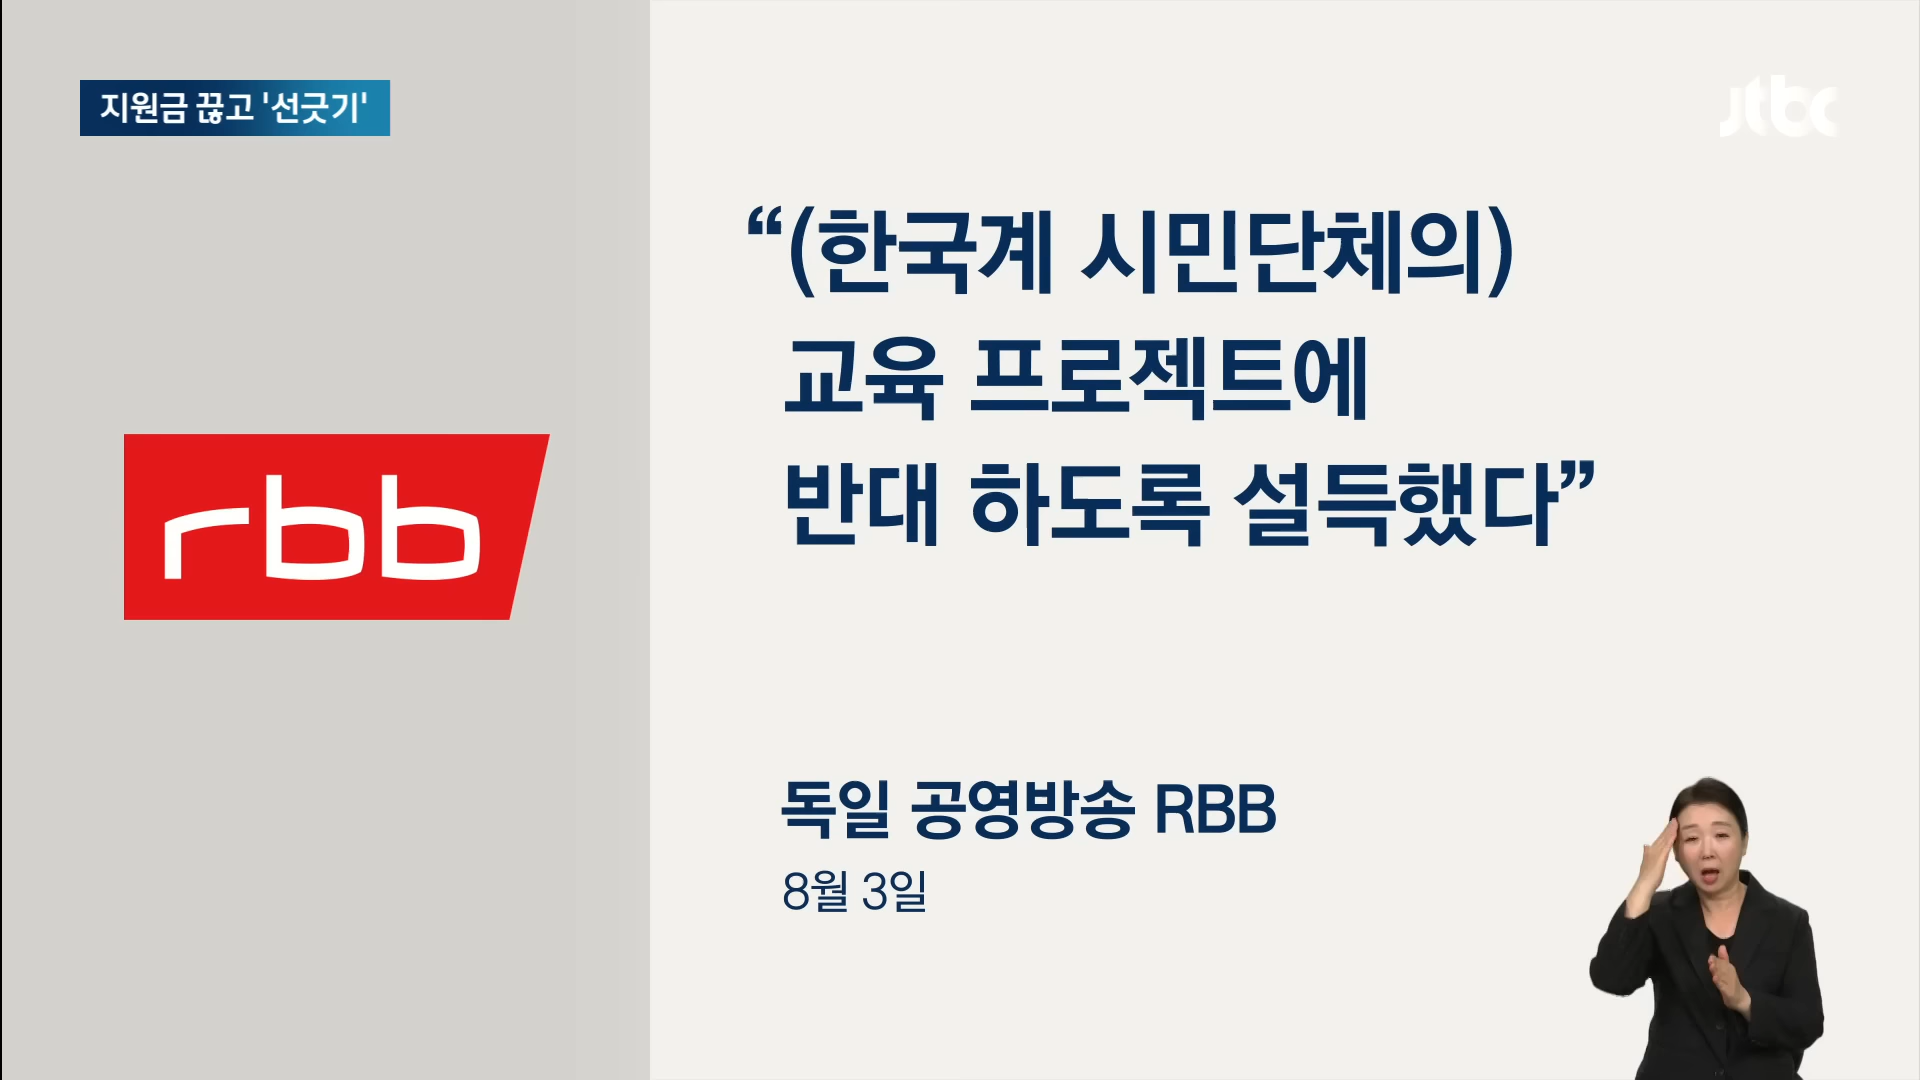 지원금 끊고 '선긋기'
jtbc
“(한국계 시민단체의)
교육 프로젝트에
반대 하도록 설득했다”
rbb
독일 공영방송 RBB
8월 3일